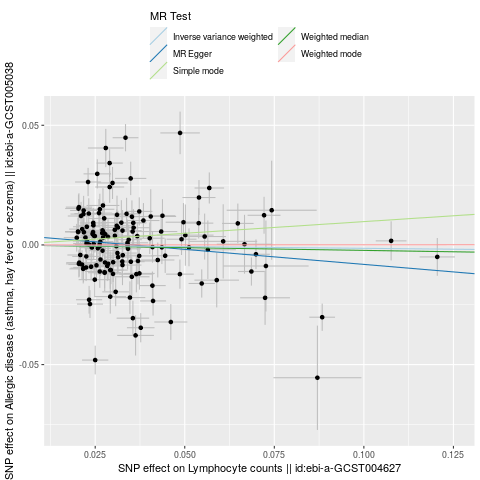 MR Test
Inverse variance weighted
Weighted median
MR Egger
Weighted mode
Simple mode
SNP effect on Allergic disease (asthma, hay fever or eczema) || id:ebi-a-GCST005038
0.05
0.00
-0.05
0.025
0.050
0.075
0.100
0.125
SNP effect on Lymphocyte counts || id:ebi-a-GCST004627